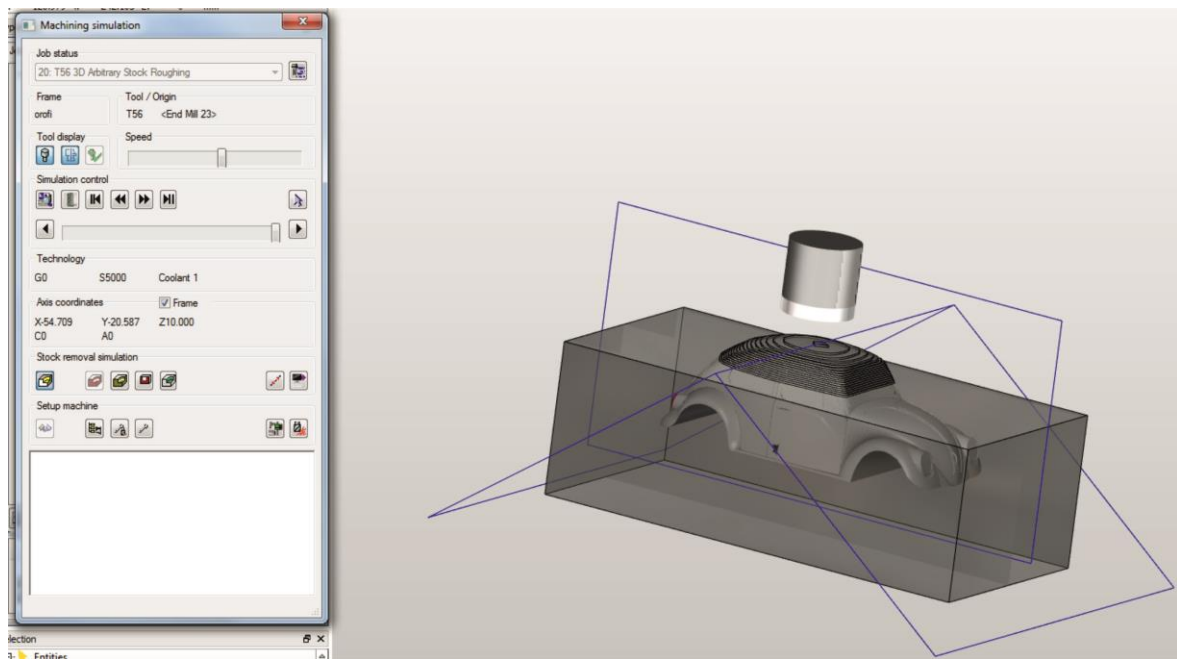 Machining simulation
Job status
20: T56 3D Arbitrary Stock Roughing
Frame
Tool / Origin
orofi
T56 <End Mill 23>
Tool display
Speed
Simulation control
Technology
G0 S5000 Coolant 1
Axis coordinates
Frame
X-54.709 Y-20.587 Z10.000
C0 A0
Stock removal simulation
Setup machine
Entities